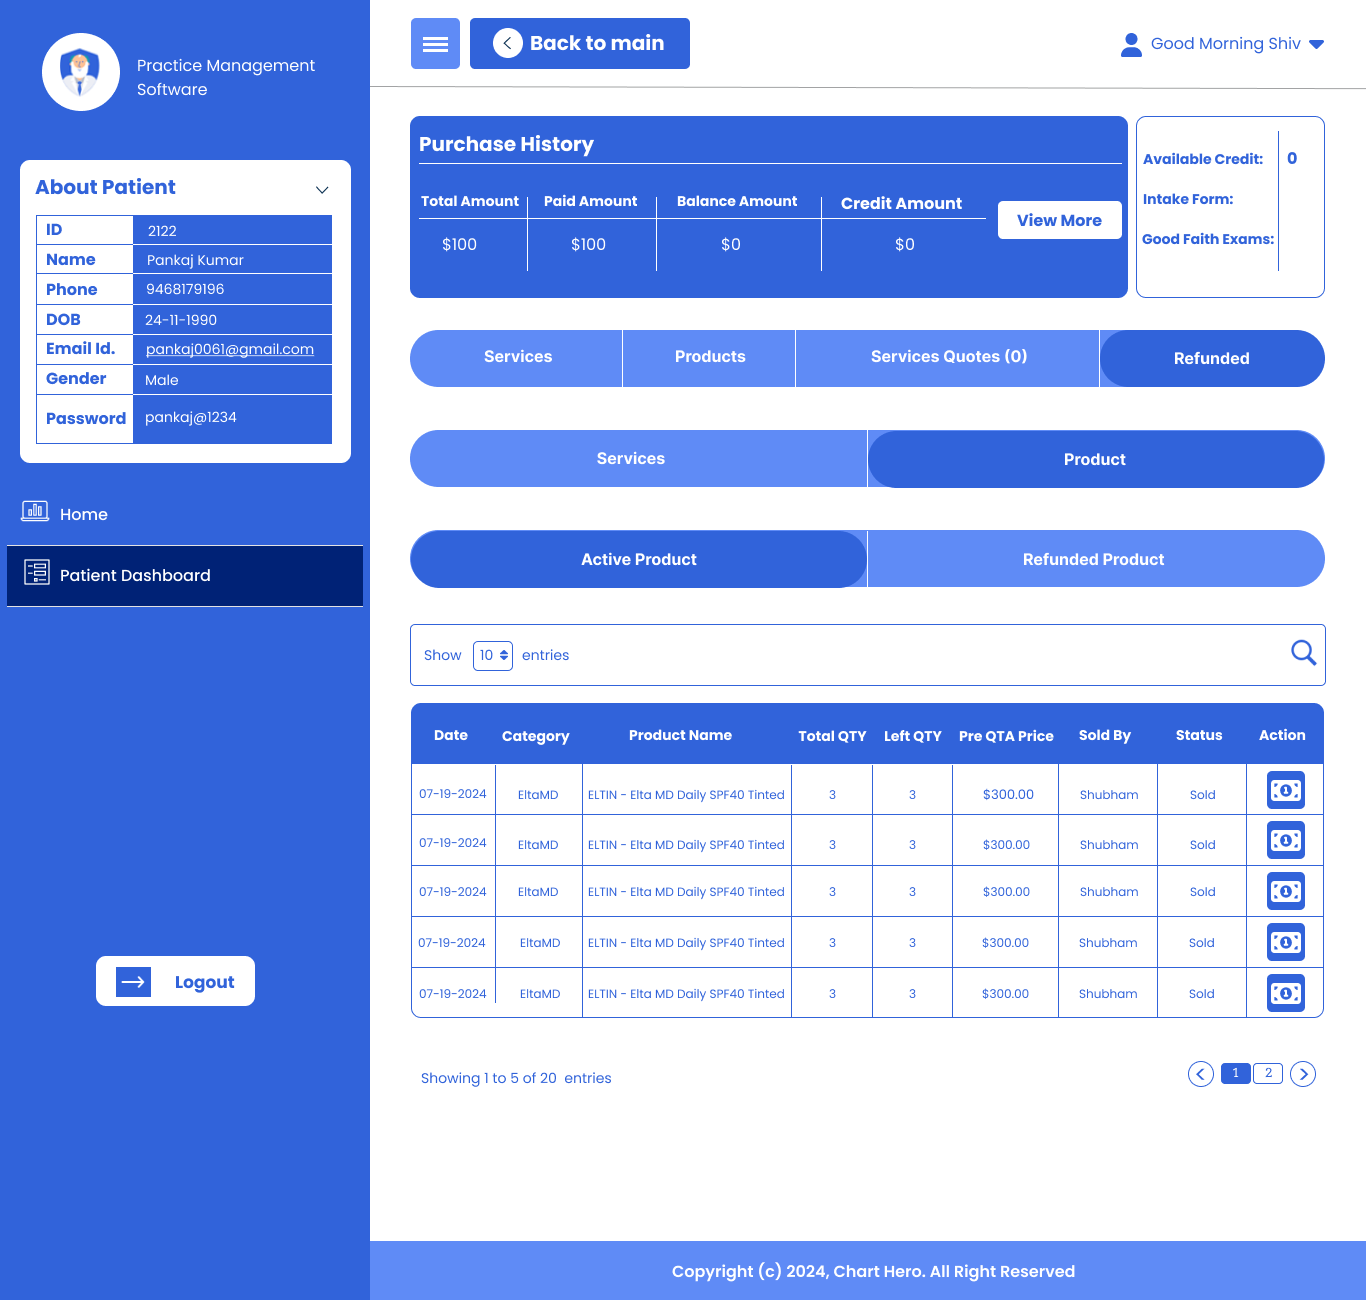 Practice Management
Software
About Patient
ID 2122
Name Pankaj Kumar
Phone 9468179196
DOB 24-11-1990
Email Id. pankaj0061@gmail.com
Gender Male
Password pankaj@1234
Home
Patient Dashboard
Logout
Back to main
Good Morning Shiv
Purchase History
Total Amount Paid Amount Balance Amount Credit Amount
$100 $100 $0 $0
View More
Available Credit: 0
Intake Form:
Good Faith Exams:
Services Products Services Quotes (0) Refunded
Services Product
Active Product Refunded Product
Show 10 entries
Date Category Product Name Total QTY Left QTY Pre QTA Price Sold By Status Action
07-19-2024 EltaMD ELTIN - Elta MD Daily SPF40 Tinted 3 3 $300.00 Shubham Sold 1
07-19-2024 EltaMD ELTIN - Elta MD Daily SPF40 Tinted 3 3 $300.00 Shubham Sold 1
07-19-2024 EltaMD ELTIN - Elta MD Daily SPF40 Tinted 3 3 $300.00 Shubham Sold 1
07-19-2024 EltaMD ELTIN - Elta MD Daily SPF40 Tinted 3 3 $300.00 Shubham Sold 1
07-19-2024 EltaMD ELTIN - Elta MD Daily SPF40 Tinted 3 3 $300.00 Shubham Sold 1
Showing 1 to 5 of 20 entries
1 2
Copyright (c) 2024, Chart Hero. All Right Reserved